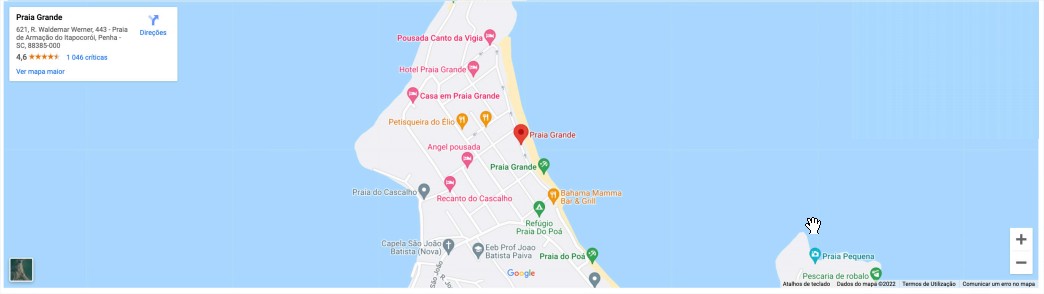 Praia Grande
621, R. Waldemar Werner, 443 - Praia
de Armação do Itapocorói, Penha -
SC, 88385-000
4,6
1 046 críticas
Ver mapa maior
Direções
Pousada Canto da Vigia
Hotel Praia Grande
Casa em Praia Grande
Petisqueira do Élio
Praia Grande
Angel pousada
Praia Grande
Praia do Cascalho
Recanto do Cascalho
Bahama Mamma
Bar & Grill
Refúgio
Praia Do Poá
Capela São João
Batista (Nova)
Eeb Prof Joao
Batista Paiva
Praia do Poá
São João
Praia Pequena
Pescaria de robalo
Google
+
−
Atalhos de teclado
Dados do mapa ©2022
Termos de Utilização
Comunicar um erro no mapa